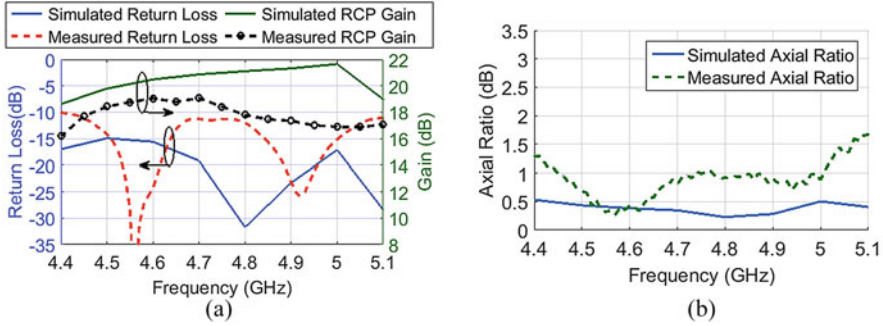 Simulated Return Loss
Simulated RCP Gain
Measured Return Loss
Measured RCP Gain
0
-5
-10
-15
-20
-25
-30
-35
Return Loss(dB)
22
20
18
16
14
12
10
8
Gain (dB)
4.4 4.5 4.6 4.7 4.8 4.9 5 5.1
Frequency (GHz)
(a)
3.5
3
2.5
2
1.5
1
0.5
0
Axial Ratio (dB)
Simulated Axial Ratio
Measured Axial Ratio
4.4 4.5 4.6 4.7 4.8 4.9 5 5.1
Frequency (GHz)
(b)